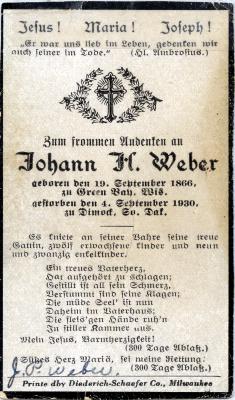 Jesus! Maria! Joseph!
„Er war uns lieb im Leben, gedenken wir
auch seiner im Tode." (Hl. Ambrosius.)
Zum frommen Andenken an
Johann H. Weber
geboren den 19. September 1866,
zu Green Bay, Wis.
gestorben den 4. September 1930,
zu Dimock, So. Dak.
Es kniete an seiner Bahre seine treue
Gattin, zwölf erwachsene kinder und neun
und zwanzig enkelkinder.
Ein treues Vaterherz,
Har aufgehört zu schlagen;
Gestillt ist all sein Schmerz,
Verstummt sind seine Klagen;
Die müde Seel' ist nun
Daheim im Vaterhaus;
Die fleis'gen Hände ruh'n
In stiller Kammer aus.
Mein Jesus, Barmherzigkeit!
(300 Tage Ablaß.)
Süßes Herz Mariä, sei meine Rettung.
(300 Tage Ablaß.)
J. P. Weber
Printe dby Diederich-Schaefer Co., Milwaukee